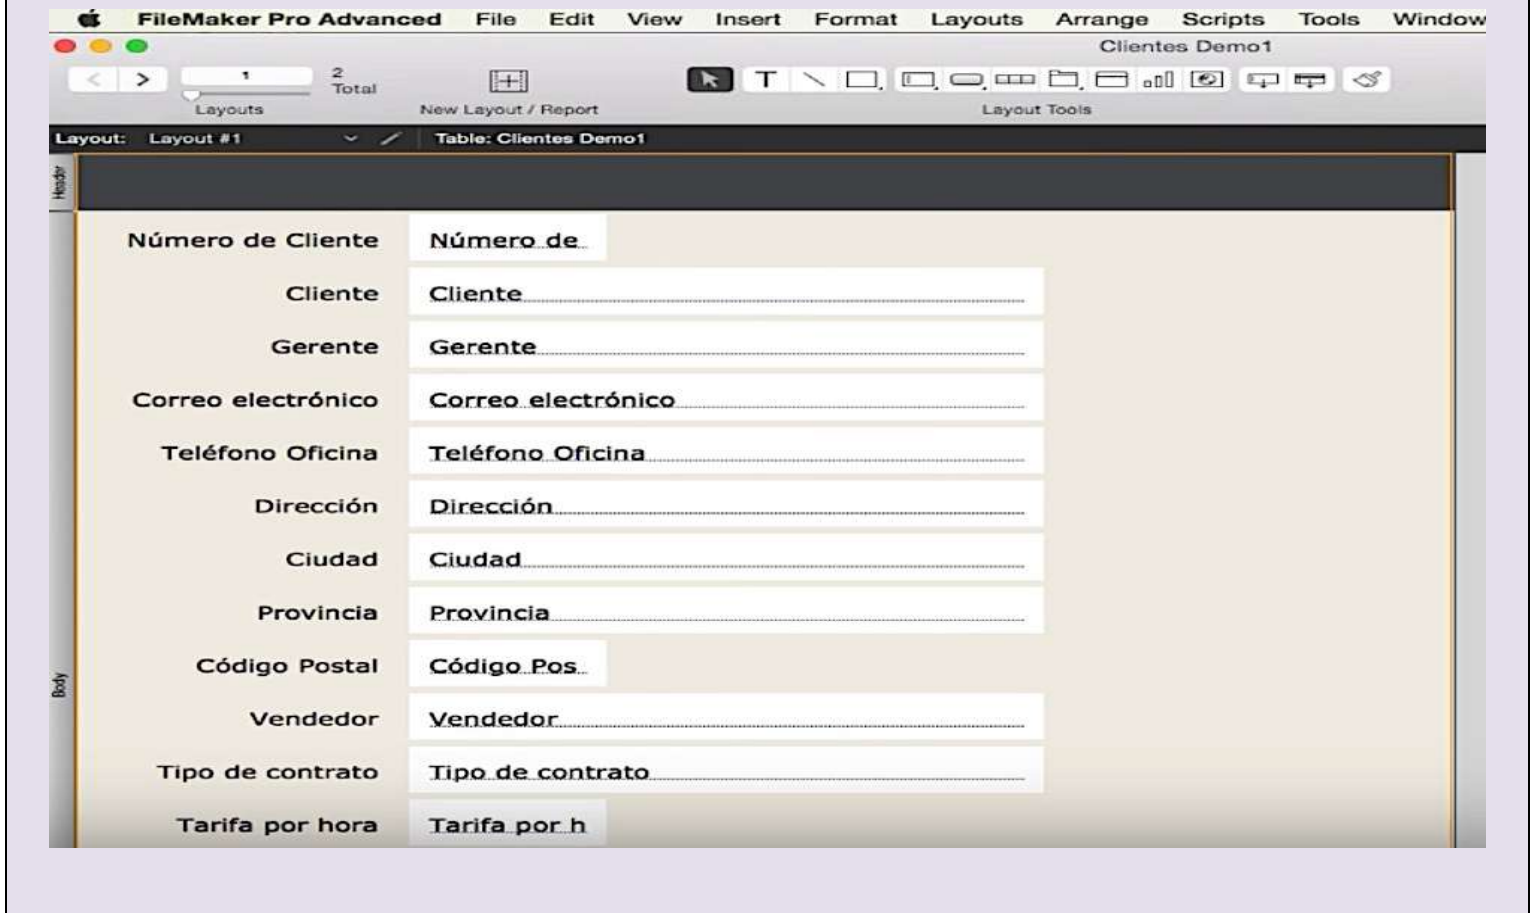 FileMaker Pro Advanced File Edit View Insert Format Layouts Arrange Scripts Tools Window
Clientes Demo1
1 2 Total
Layouts New Layout / Report Layout Tools
Layout: Layout #1 Table: Clientes Demo1
Header
Número de Cliente Número de
Cliente Cliente
Gerente Gerente
Correo electrónico Correo electrónico
Teléfono Oficina Teléfono Oficina
Dirección Dirección
Ciudad Ciudad
Provincia Provincia
Código Postal Código Pos
Body
Vendedor Vendedor
Tipo de contrato Tipo de contrato
Tarifa por hora Tarifa por h